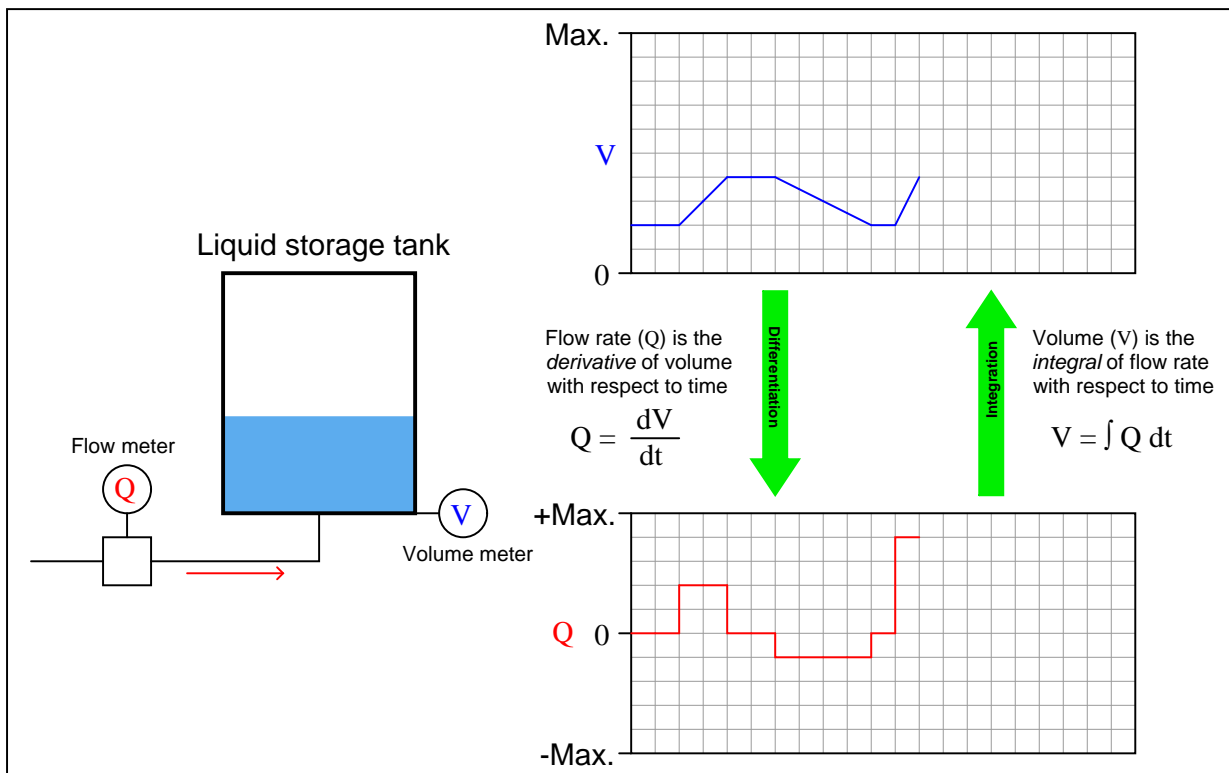 Max.
V
0
Liquid storage tank
Flow meter
Q
V
Volume meter
Flow rate (Q) is the
derivative of volume
with respect to time
Q = dV
dt
Differentiation
Integration
Volume (V) is the
integral of flow rate
with respect to time
V = ∫ Q dt
+Max.
Q 0
-Max.